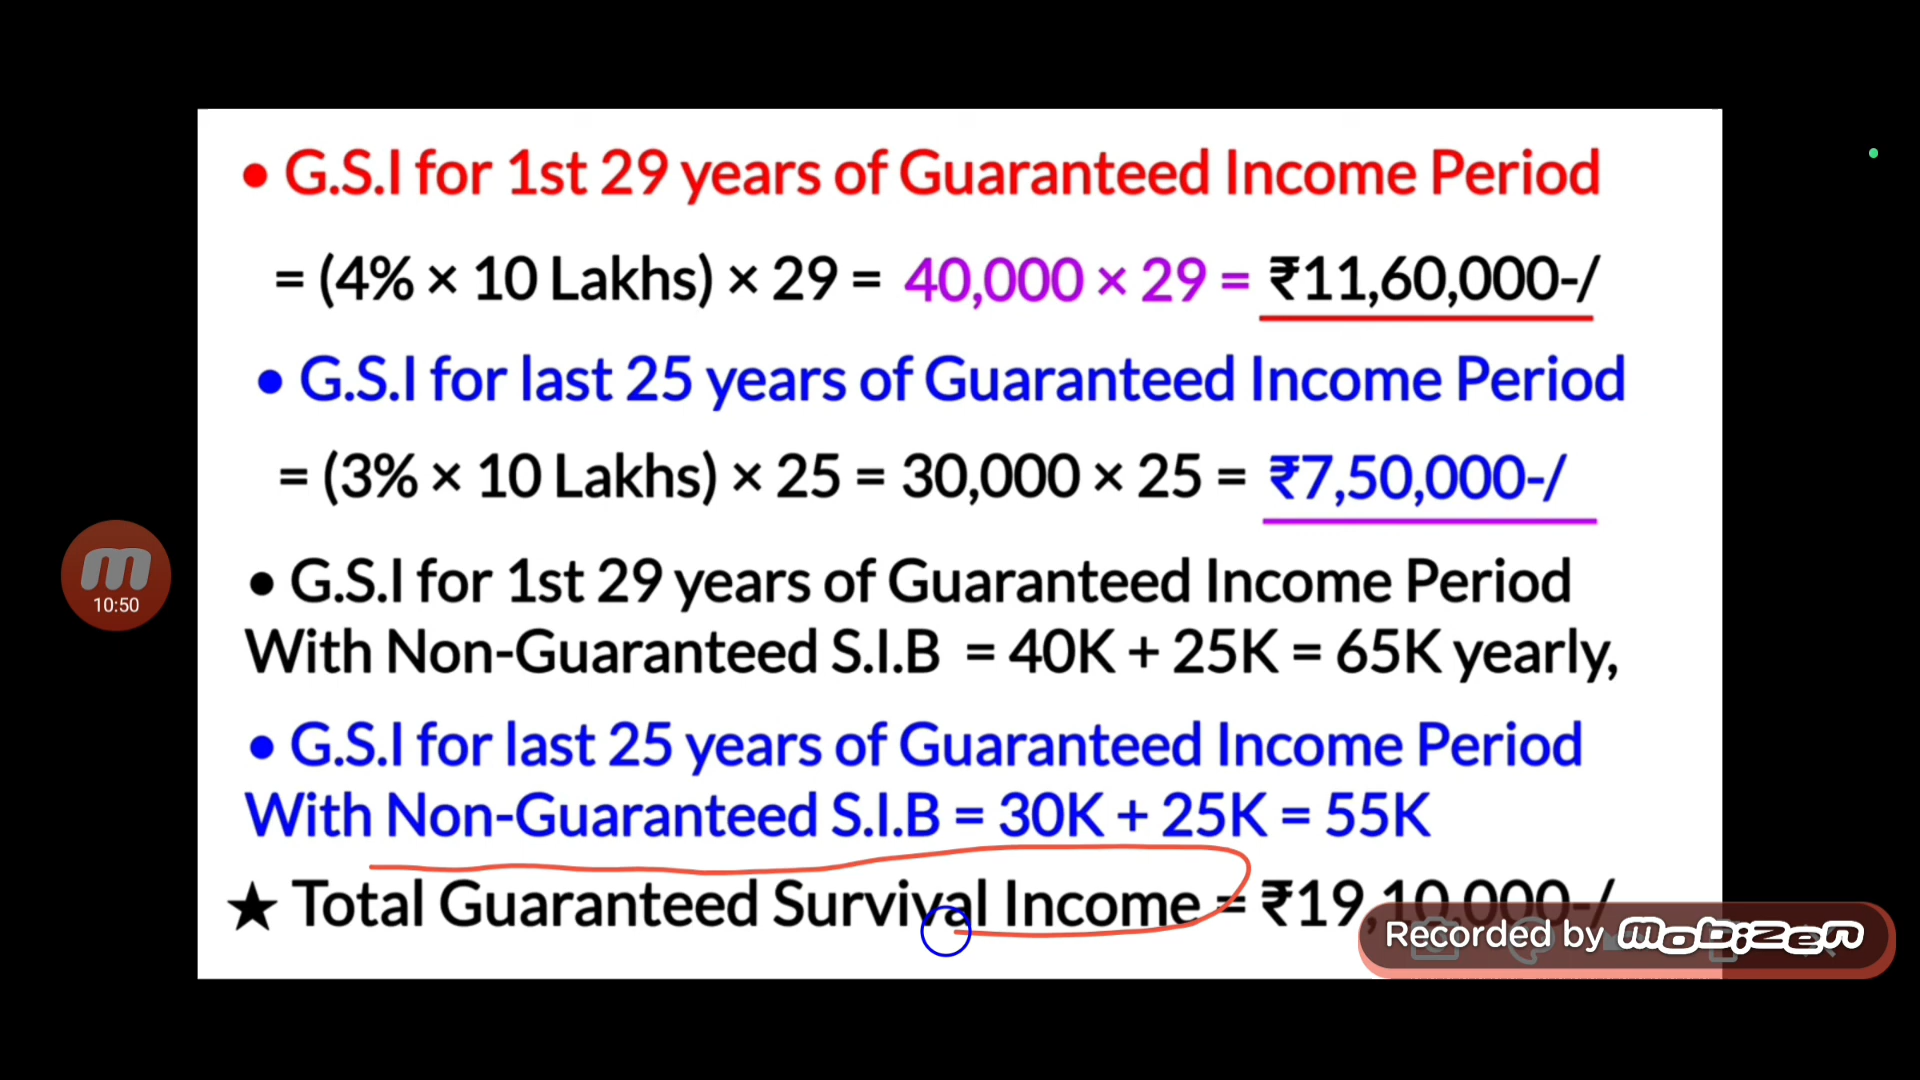 • G.S.I for 1st 29 years of Guaranteed Income Period
= (4% × 10 Lakhs) × 29 = 40,000 × 29 = ₹11,60,000-/
• G.S.I for last 25 years of Guaranteed Income Period
= (3% × 10 Lakhs) × 25 = 30,000 × 25 = ₹7,50,000-/
• G.S.I for 1st 29 years of Guaranteed Income Period
With Non-Guaranteed S.I.B = 40K + 25K = 65K yearly,
• G.S.I for last 25 years of Guaranteed Income Period
With Non-Guaranteed S.I.B = 30K + 25K = 55K
★ Total Guaranteed Survival Income = ₹19,10,000-/
m
10:50
Recorded by mobizen